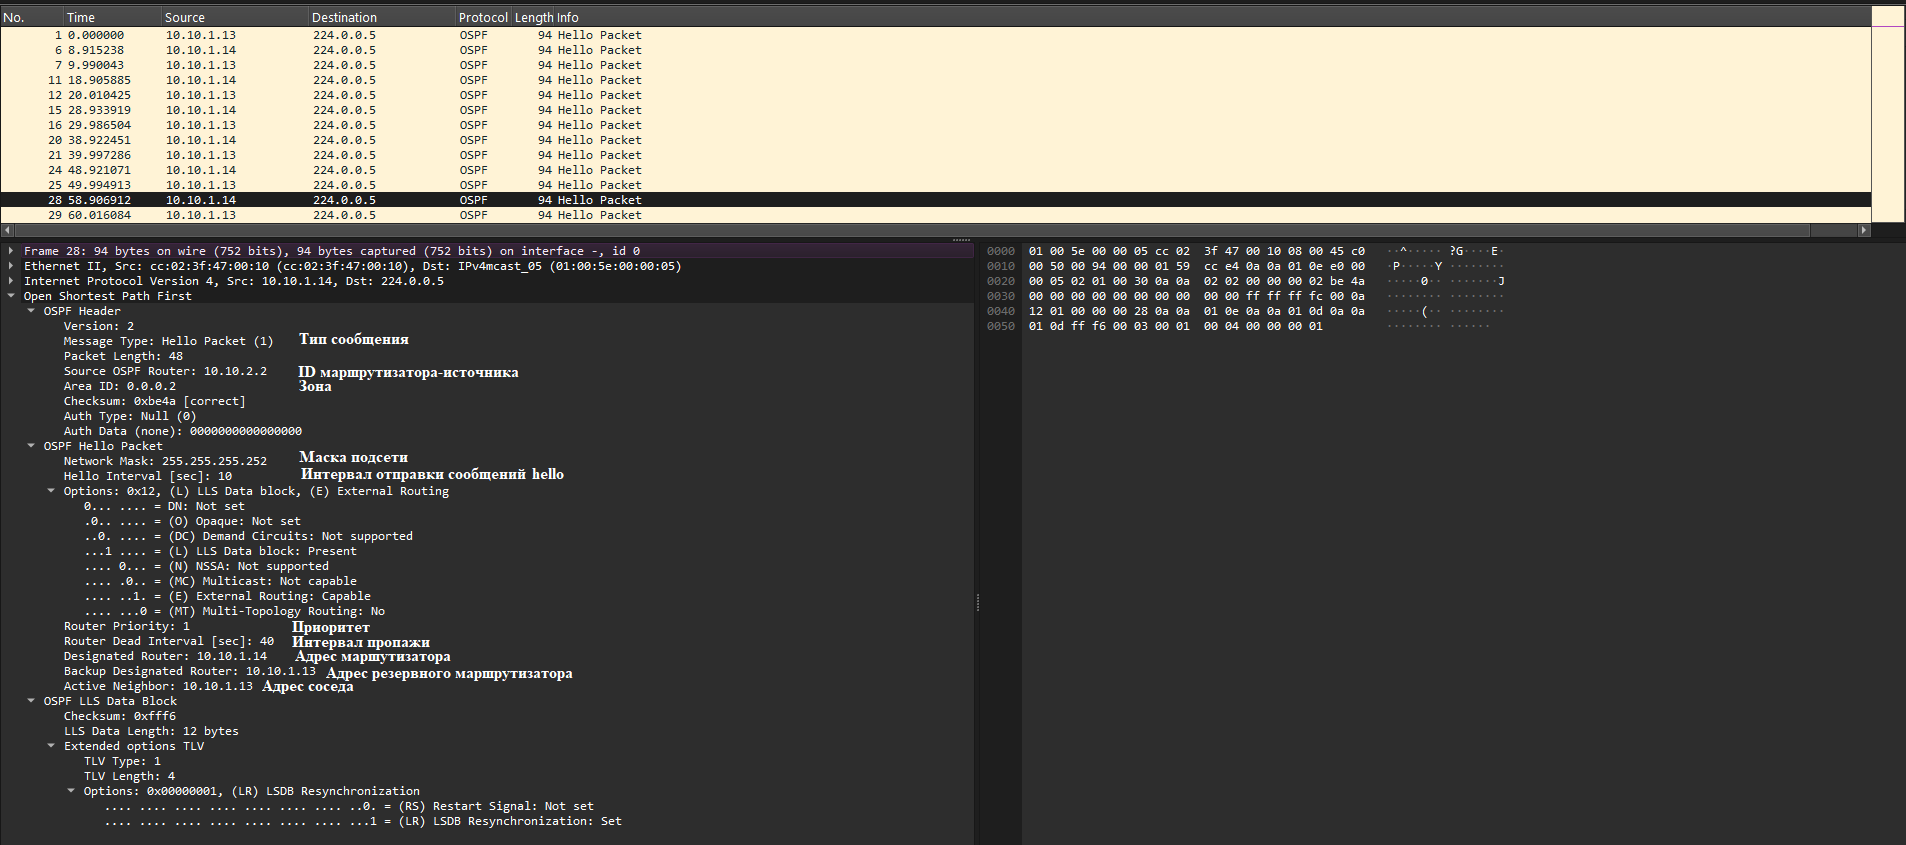 No. Time Source Destination Protocol Length Info
1 0.000000 10.10.1.13 224.0.0.5 OSPF 94 Hello Packet
6 8.915238 10.10.1.14 224.0.0.5 OSPF 94 Hello Packet
7 9.990043 10.10.1.13 224.0.0.5 OSPF 94 Hello Packet
11 18.905885 10.10.1.14 224.0.0.5 OSPF 94 Hello Packet
12 20.010425 10.10.1.13 224.0.0.5 OSPF 94 Hello Packet
15 28.933919 10.10.1.14 224.0.0.5 OSPF 94 Hello Packet
16 29.986504 10.10.1.13 224.0.0.5 OSPF 94 Hello Packet
20 38.922451 10.10.1.14 224.0.0.5 OSPF 94 Hello Packet
21 39.997286 10.10.1.13 224.0.0.5 OSPF 94 Hello Packet
24 48.921071 10.10.1.14 224.0.0.5 OSPF 94 Hello Packet
25 49.994913 10.10.1.13 224.0.0.5 OSPF 94 Hello Packet
28 58.906912 10.10.1.14 224.0.0.5 OSPF 94 Hello Packet
29 60.016084 10.10.1.13 224.0.0.5 OSPF 94 Hello Packet
Frame 28: 94 bytes on wire (752 bits), 94 bytes captured (752 bits) on interface -, id 0
Ethernet II, Src: cc:02:3f:47:00:10 (cc:02:3f:47:00:10), Dst: IPv4mcast_05 (01:00:5e:00:00:05)
Internet Protocol Version 4, Src: 10.10.1.14, Dst: 224.0.0.5
Open Shortest Path First
OSPF Header
Version: 2
Message Type: Hello Packet (1) Тип сообщения
Packet Length: 48
Source OSPF Router: 10.10.2.2 ID маршрутизатора-источника
Area ID: 0.0.0.2 Зона
Checksum: 0xbe4a [correct]
Auth Type: Null (0)
Auth Data (none): 0000000000000000
OSPF Hello Packet
Network Mask: 255.255.255.252 Маска подсети
Hello Interval [sec]: 10 Интервал отправки сообщений hello
Options: 0x12, (L) LLS Data block, (E) External Routing
0... .... = DN: Not set
.0.. .... = (O) Opaque: Not set
..0. .... = (DC) Demand Circuits: Not supported
...1 .... = (L) LLS Data block: Present
.... 0... = (N) NSSA: Not supported
.... .0.. = (MC) Multicast: Not capable
.... ..1. = (E) External Routing: Capable
.... ...0 = (MT) Multi-Topology Routing: No
Router Priority: 1 Приоритет
Router Dead Interval [sec]: 40 Интервал пропажи
Designated Router: 10.10.1.14 Адрес маршутизатора
Backup Designated Router: 10.10.1.13 Адрес резервного маршрутизатора
Active Neighbor: 10.10.1.13 Адрес соседа
OSPF LLS Data Block
Checksum: 0xfff6
LLS Data Length: 12 bytes
Extended options TLV
TLV Type: 1
TLV Length: 4
Options: 0x00000001, (LR) LSDB Resynchronization
.... .... .... .... .... .... .... ..0. = (RS) Restart Signal: Not set
.... .... .... .... .... .... .... ...1 = (LR) LSDB Resynchronization: Set
0000 01 00 5e 00 00 05 cc 02 3f 47 00 10 08 00 45 c0 ··^····· ?G····E·
0010 00 50 00 94 00 00 01 59 cc e4 0a 0a 01 0e e0 00 ·P·····Y ········
0020 00 05 02 01 00 30 0a 0a 02 02 00 00 00 02 be 4a ·····0·· ·······J
0030 00 00 00 00 00 00 00 00 00 00 ff ff ff fc 00 0a ········ ········
0040 12 01 00 00 00 28 0a 0a 01 0e 0a 0a 01 0d 0a 0a ·····(·· ········
0050 01 0d ff f6 00 03 00 01 00 04 00 00 00 01 ········ ······